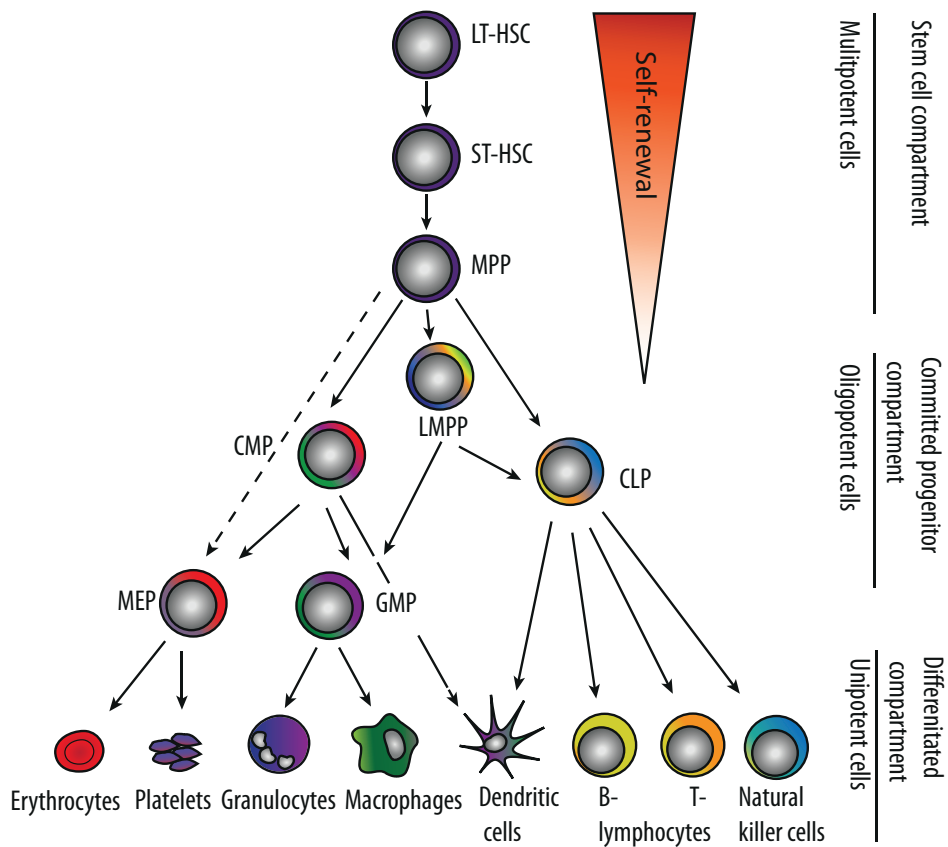 LT-HSC
ST-HSC
MPP
LMPP
CMP
CLP
MEP
GMP
Erythrocytes
Platelets
Granulocytes
Macrophages
Dendritic
cells
B-
T-
lymphocytes
Natural
killer cells
Self-renewal
Stem cell compartment
Mulitpotent cells
Committed progenitor
compartment
Oligopotent cells
Differenitated
compartment
Unipotent cells